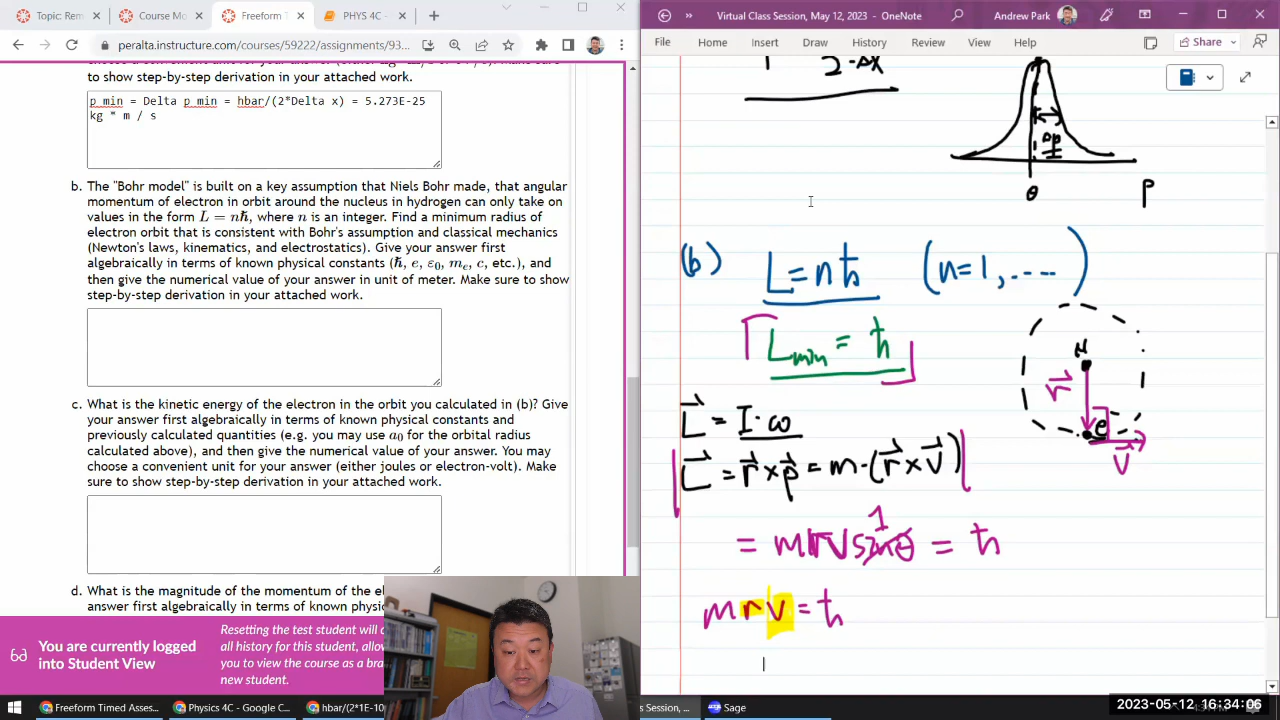 Topic Rem
Course Mo
Freebar T
PHYS 4C -
peralta.instructure.com/courses/59222/assignments/93...
to show step-by-step derivation in your attached work.
p_min = Delta p_min = hbar/(2*Delta x) = 5.273E-25
kg * m / s
b. The "Bohr model" is built on a key assumption that Niels Bohr made, that angular
momentum of electron in orbit around the nucleus in hydrogen can only take on
values in the form L = nℏ, where n is an integer. Find a minimum radius of
electron orbit that is consistent with Bohr's assumption and classical mechanics
(Newton's laws, kinematics, and electrostatics). Give your answer first
algebraically in terms of known physical constants (ℏ, e, ε₀, mₑ, c, etc.), and
then give the numerical value of your answer in unit of meter. Make sure to show
step-by-step derivation in your attached work.
c. What is the kinetic energy of the electron in the orbit you calculated in (b)? Give
your answer first algebraically in terms of known physical constants and
previously calculated quantities (e.g. you may use a₀ for the orbital radius
calculated above), and then give the numerical value of your answer. You may
choose a convenient unit for your answer (either joules or electron-volt). Make
sure to show step-by-step derivation in your attached work.
d. What is the magnitude of the momentum of the el
answer first algebraically in terms of known physic
You are currently logged
into Student View
Resetting the test student will c
all history for this student, allow
you to view the course as a bra
new student.
Virtual Class Session, May 12, 2023 - OneNote
Andrew Park
File
Home
Insert
Draw
History
Review
View
Help
Share
2·Δx
Δp
0
p
(b)
L = nℏ
(n=1, ....)
L min = ℏ
L⃗ = I·ω
L⃗ = r⃗ × p⃗ = m·(r⃗ × v⃗)
= mrv sinθ 1 = ℏ
m r v = ℏ
r⃗
e
v⃗
Freeform Timed Asses...
Physics 4C - Google C...
hbar/(2*1E-10
s Session, ...
Sage
2023-05-12 16:34:06